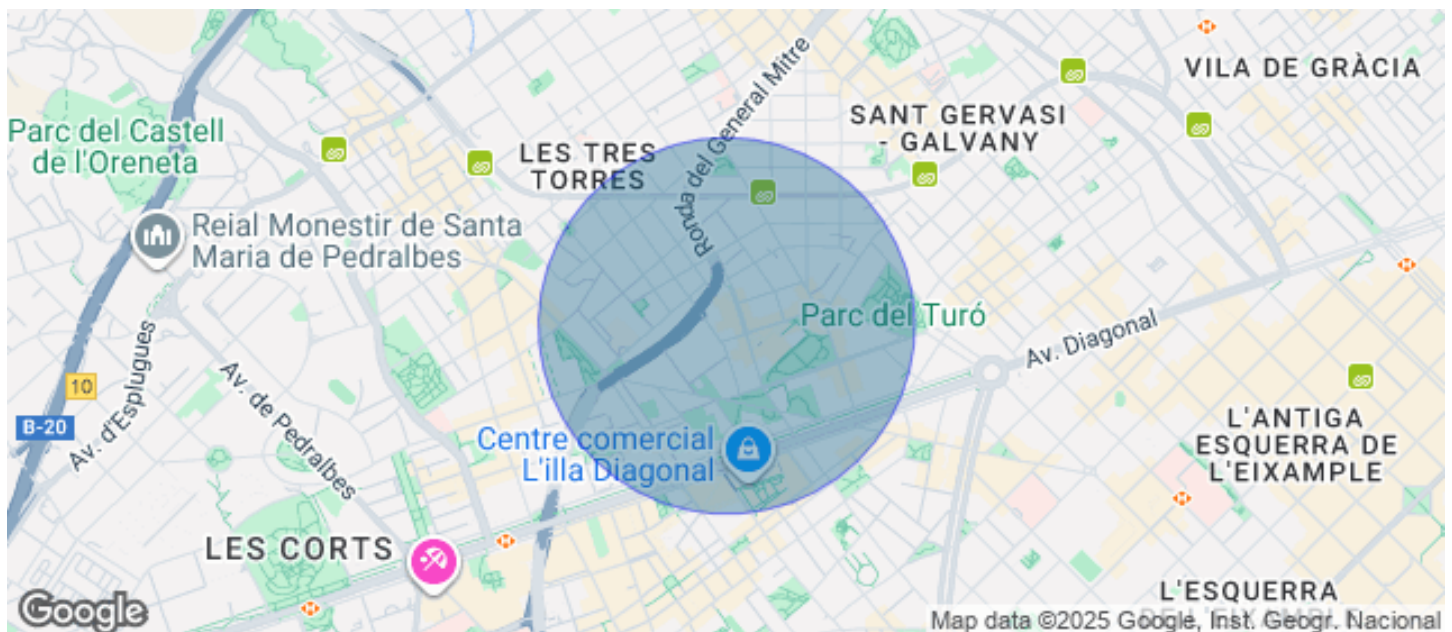 VILA DE GRÀCIA
Ronda del General Mitre
SANT GERVASI
- GALVANY
Parc del Castell
de l'Oreneta
LES TRES
TORRES
Reial Monestir de Santa
Maria de Pedralbes
Parc del Turó
Av. Diagonal
10
B-20
Av. d'Esplugues
Av. de Pedralbes
Centre comercial
L'illa Diagonal
L'ANTIGA
ESQUERRA DE
L'EIXAMPLE
LES CORTS
L'ESQUERRA
DE L'EIXAMPLE
Google
Map data ©2025 Google, Inst. Geogr. Nacional